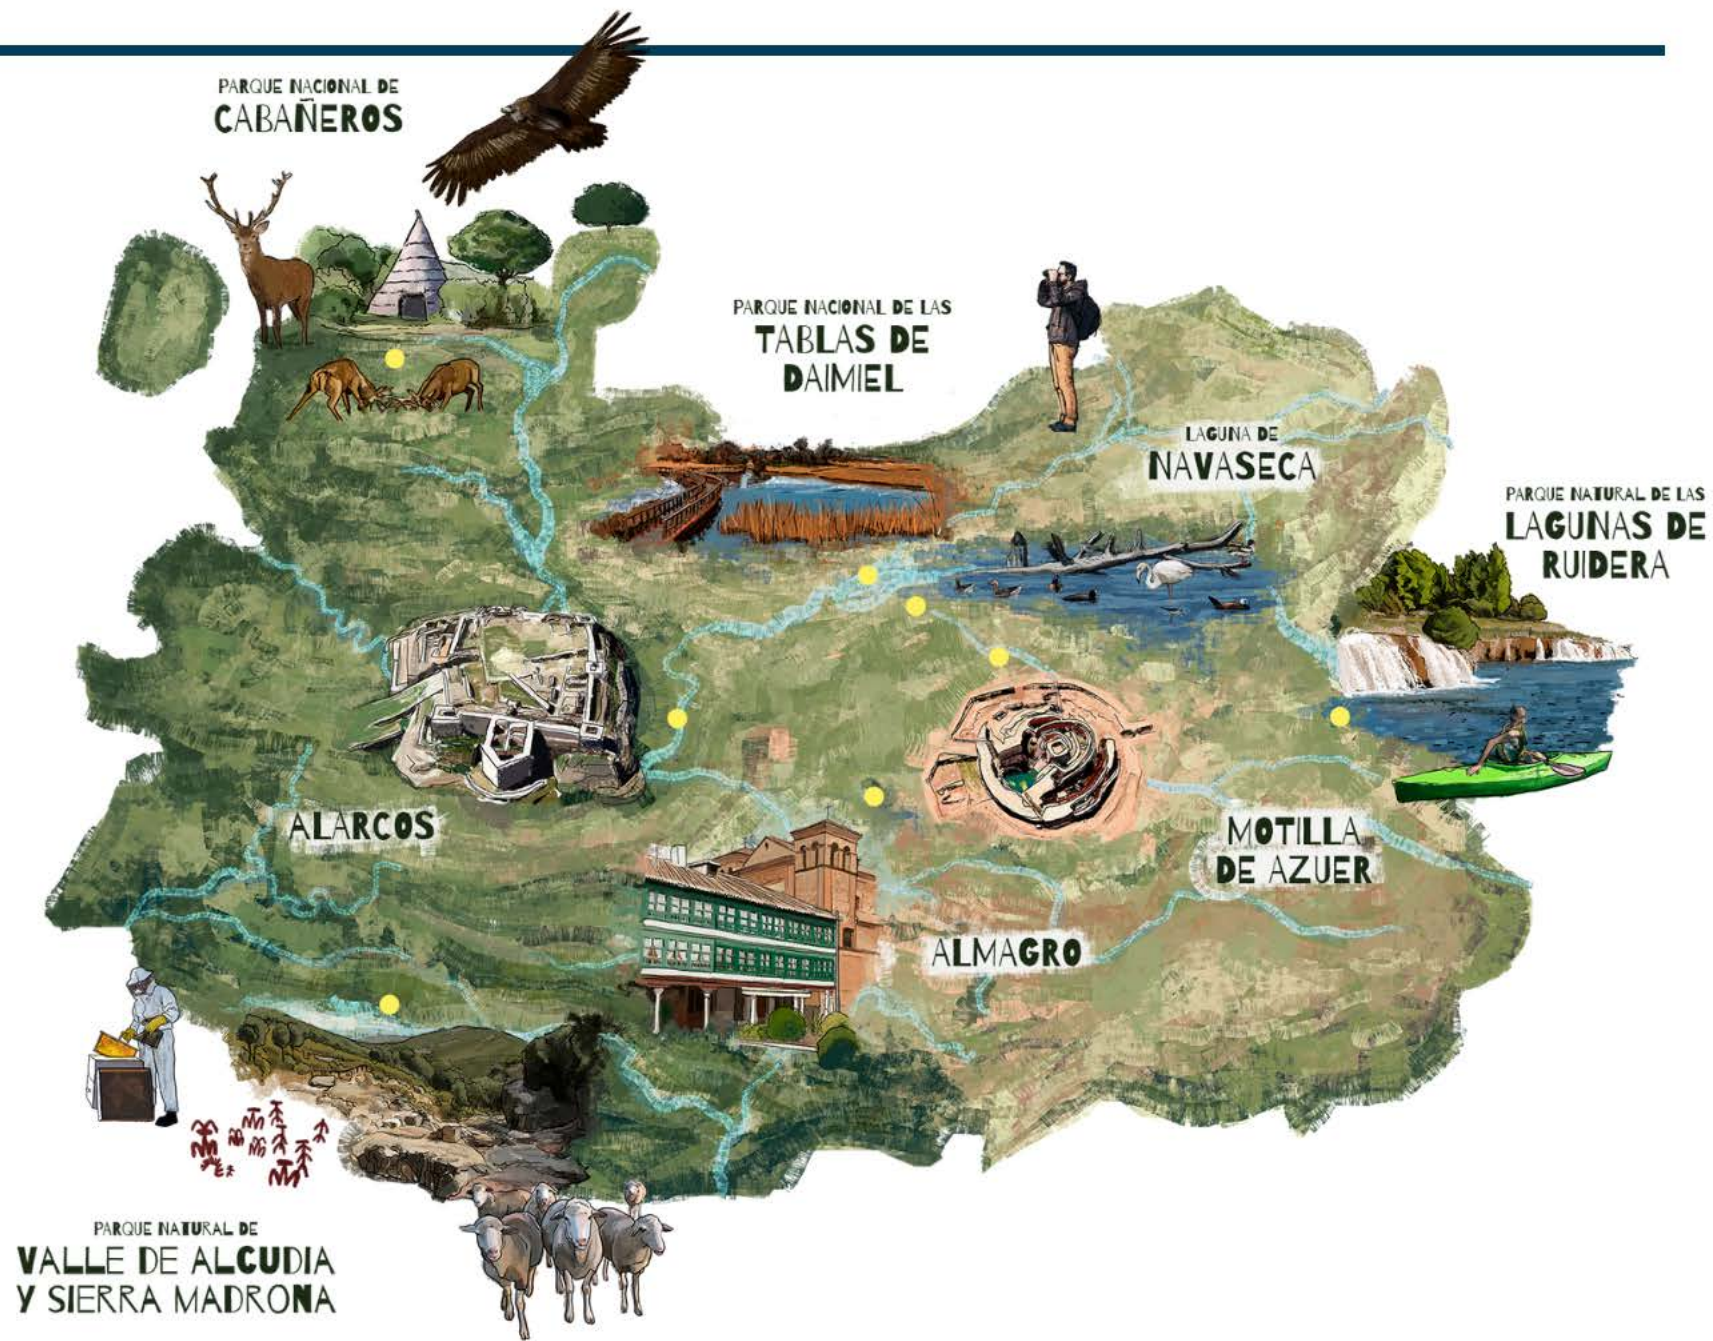 PARQUE NACIONAL DE
CABAÑEROS
PARQUE NACIONAL DE LAS
TABLAS DE
DAIMIEL
LAGUNA DE
NAVASECA
PARQUE NATURAL DE LAS
LAGUNAS DE
RUIDERA
ALARCOS
MOTILLA
DE AZUER
ALMAGRO
PARQUE NATURAL DE
VALLE DE ALCUDIA
Y SIERRA MADRONA